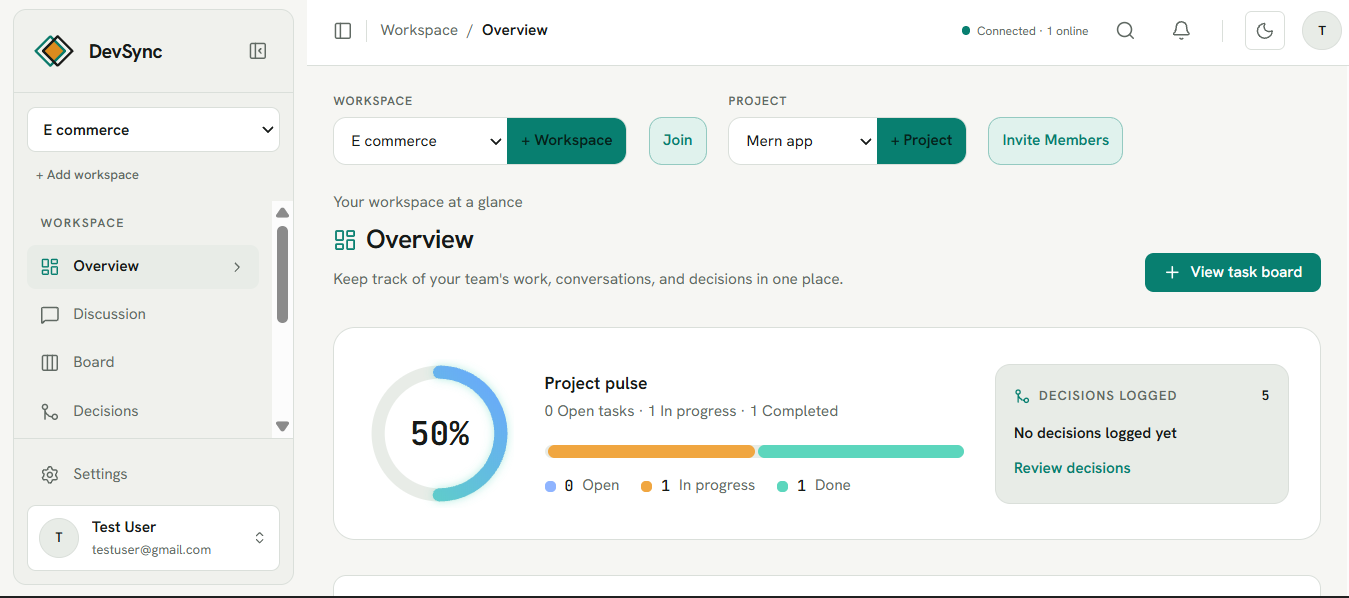 DevSync
E commerce
+ Add workspace
WORKSPACE
Overview
Discussion
Board
Decisions
Settings
T
Test User
testuser@gmail.com
Workspace / Overview
Connected · 1 online
T
WORKSPACE
E commerce
+ Workspace
Join
PROJECT
Mern app
+ Project
Invite Members
Your workspace at a glance
Overview
Keep track of your team's work, conversations, and decisions in one place.
View task board
50%
Project pulse
0 Open tasks · 1 In progress · 1 Completed
0 Open 1 In progress 1 Done
DECISIONS LOGGED 5
No decisions logged yet
Review decisions